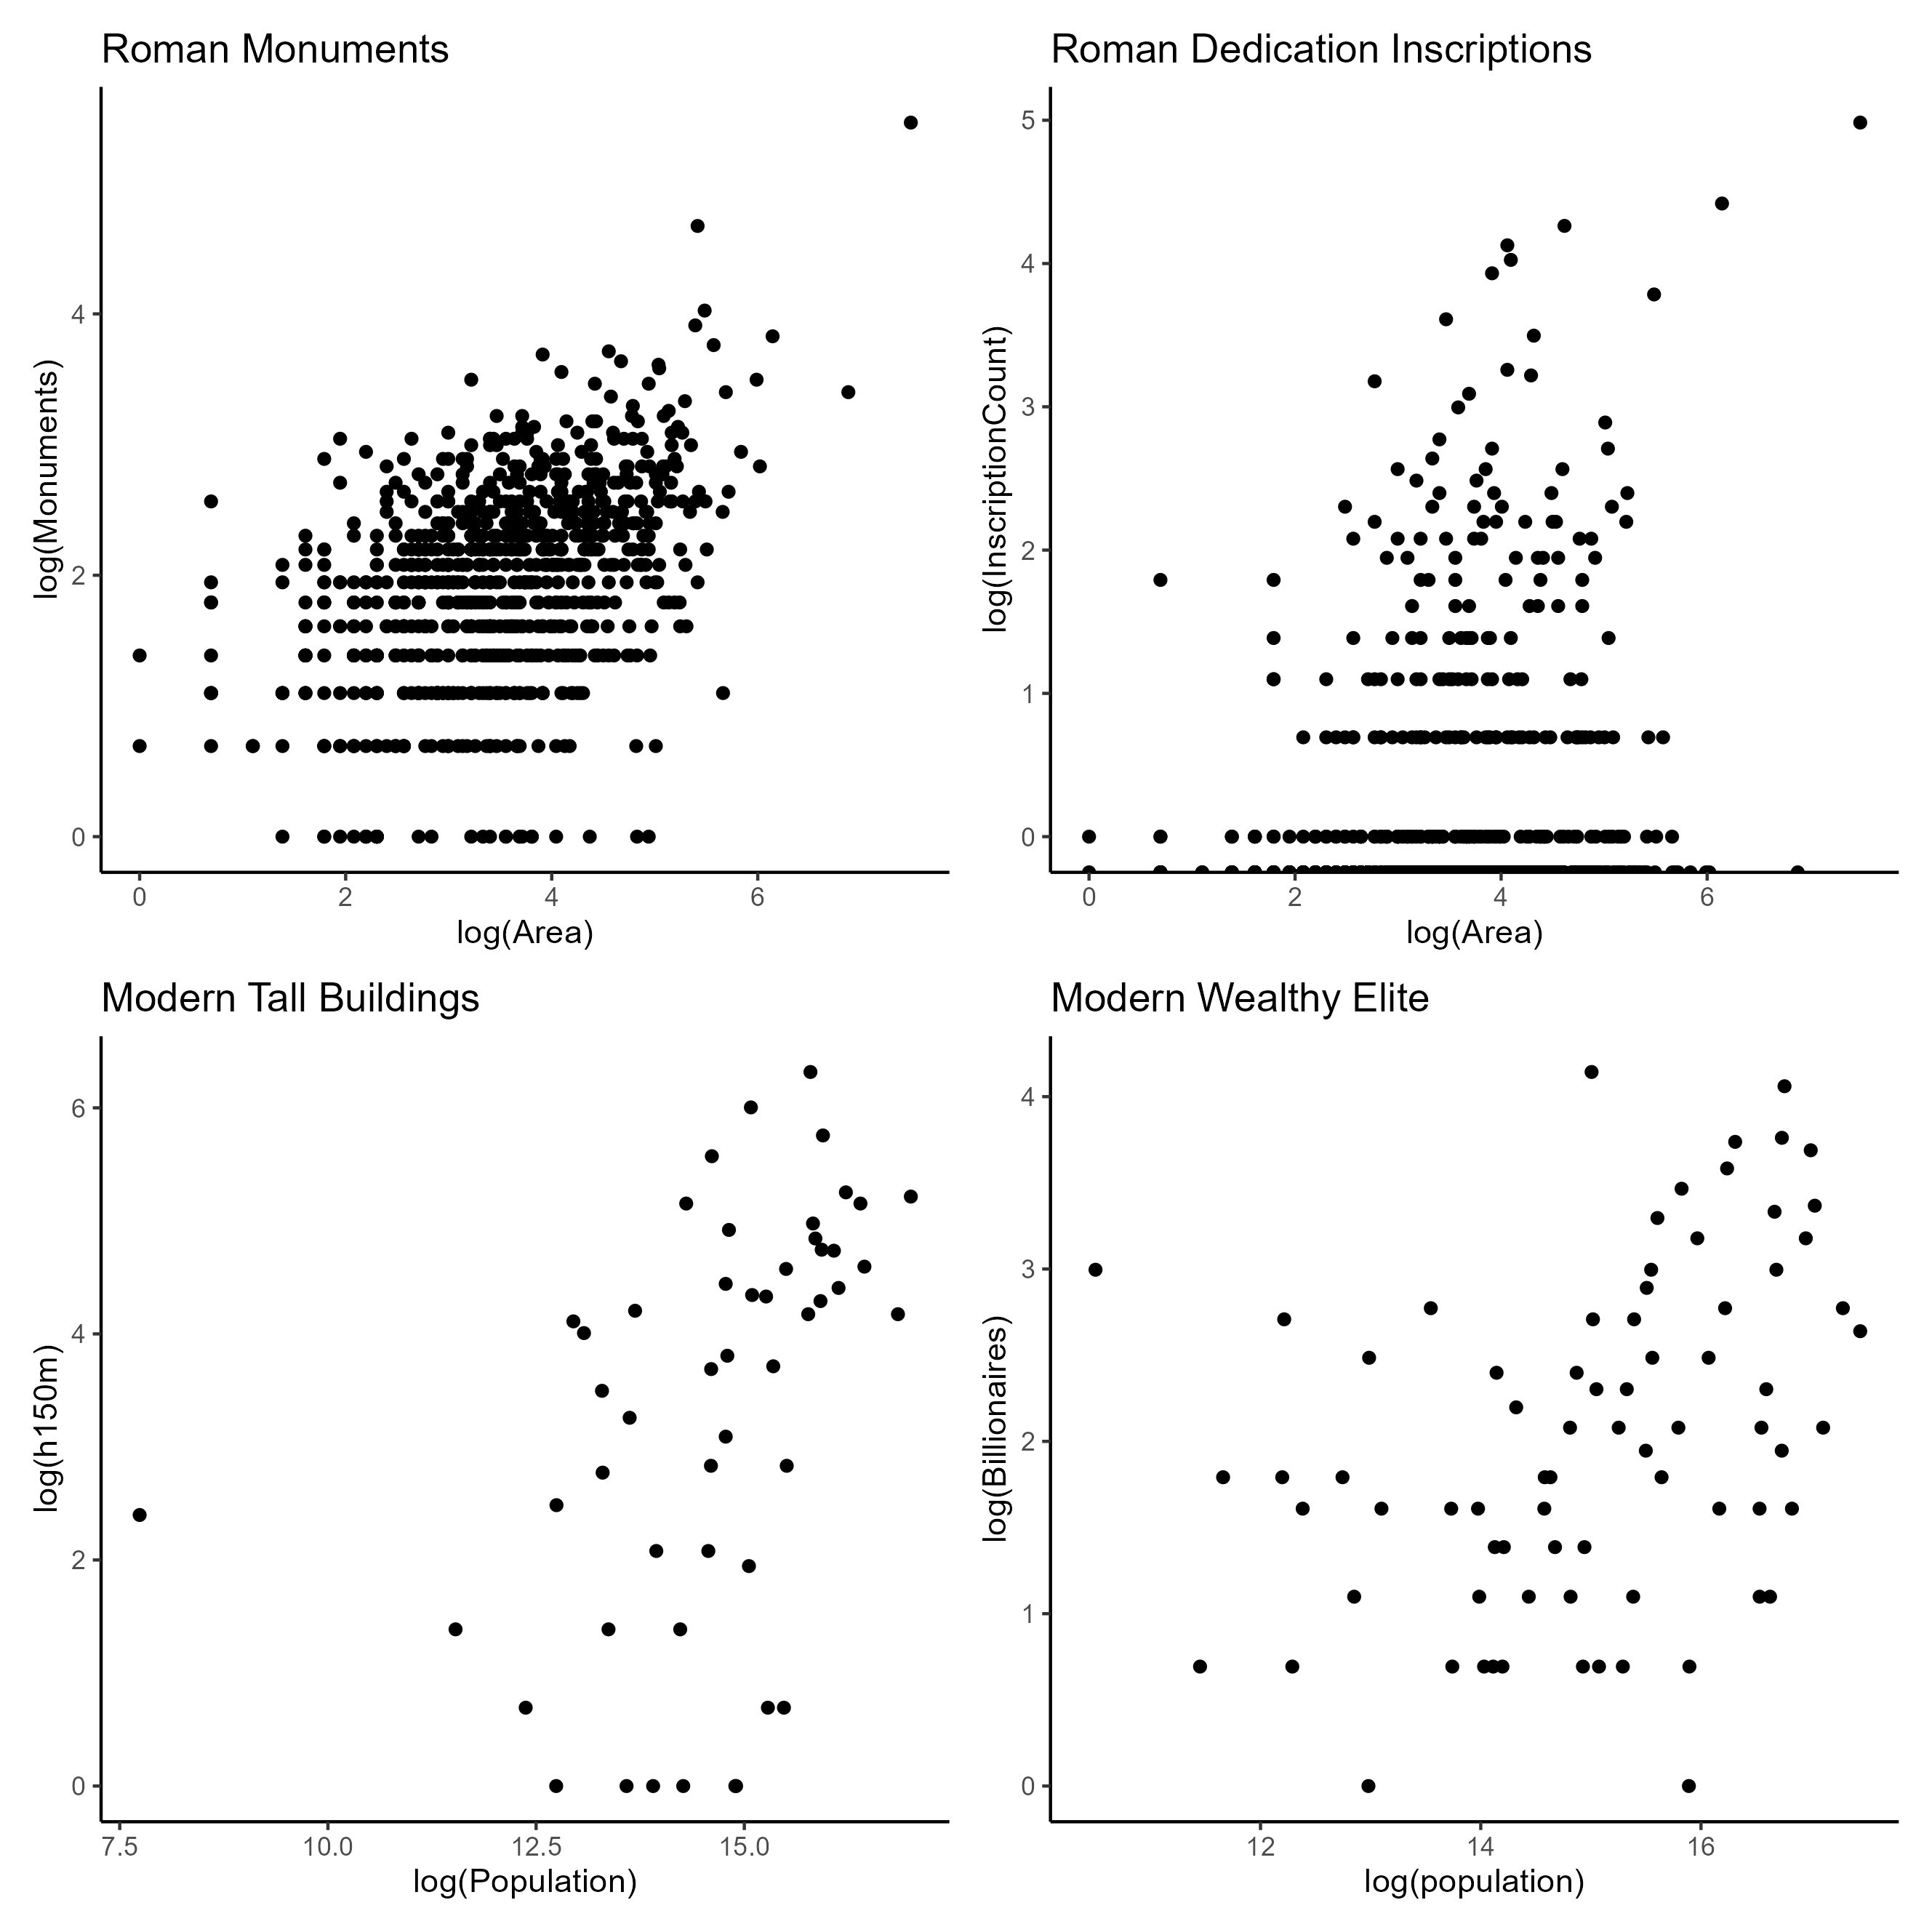 Roman Monuments
log(Monuments)
4
2
0
0 2 4 6
log(Area)
Roman Dedication Inscriptions
log(InscriptionCount)
5
4
3
2
1
0
0 2 4 6
log(Area)
Modern Tall Buildings
log(h150m)
6
4
2
0
7.5 10.0 12.5 15.0
log(Population)
Modern Wealthy Elite
log(Billionaires)
4
3
2
1
0
12 14 16
log(population)